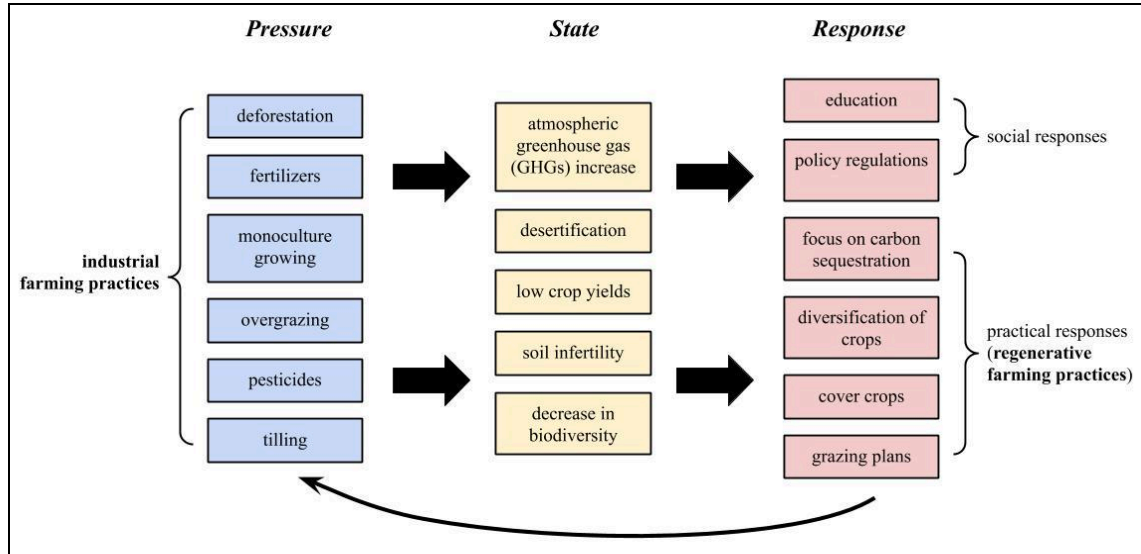 Pressure
State
Response
industrial
farming practices
deforestation
fertilizers
monoculture
growing
overgrazing
pesticides
tilling
atmospheric
greenhouse gas
(GHGs) increase
desertification
low crop yields
soil infertility
decrease in
biodiversity
education
policy regulations
focus on carbon
sequestration
diversification of
crops
cover crops
grazing plans
social responses
practical responses
(regenerative
farming practices)